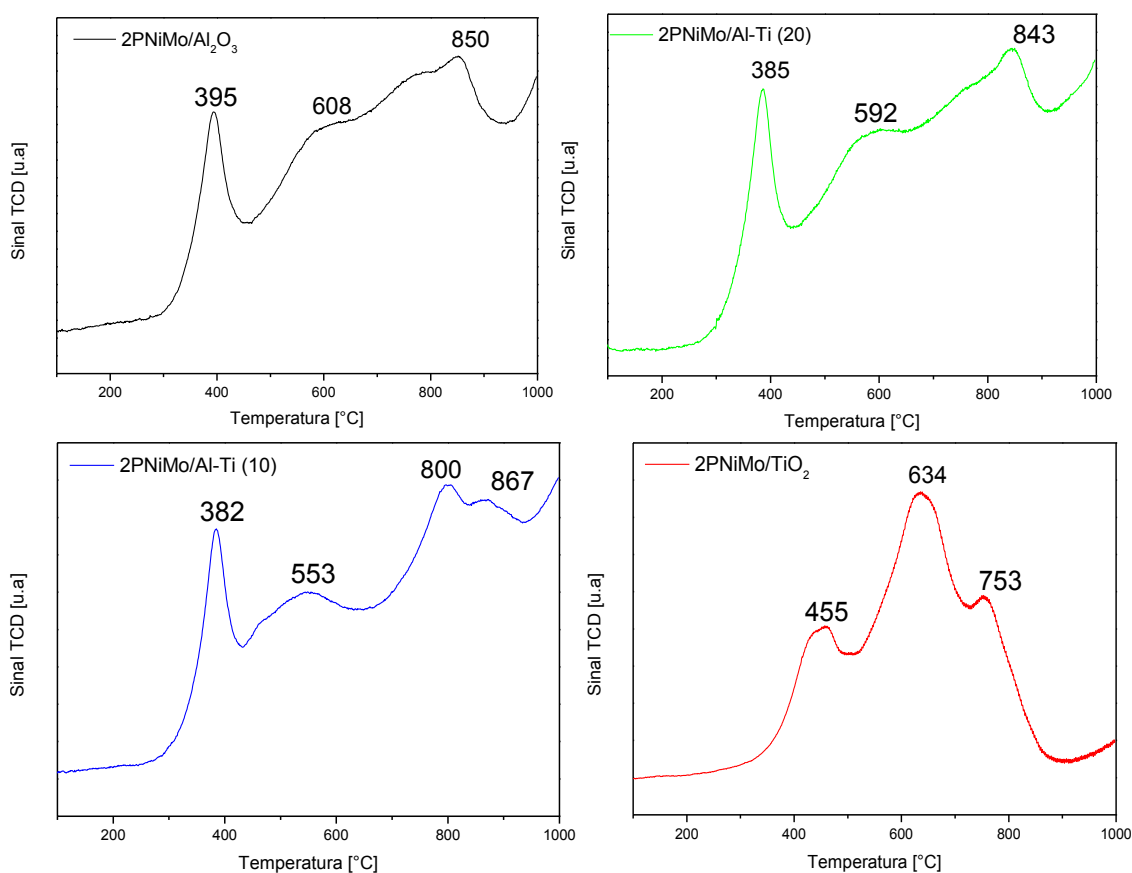 2PNiMo/Al₂O₃
395
608
850
Sinal TCD [u.a]
200
400
600
800
1000
Temperatura [°C]
2PNiMo/Al-Ti (20)
385
592
843
Sinal TCD [u.a]
200
400
600
800
1000
Temperatura [°C]
2PNiMo/Al-Ti (10)
382
553
800
867
Sinal TCD [u.a]
200
400
600
800
1000
Temperatura [°C]
2PNiMo/TiO₂
455
634
753
Sinal TCD [u.a]
200
400
600
800
1000
Temperatura [°C]